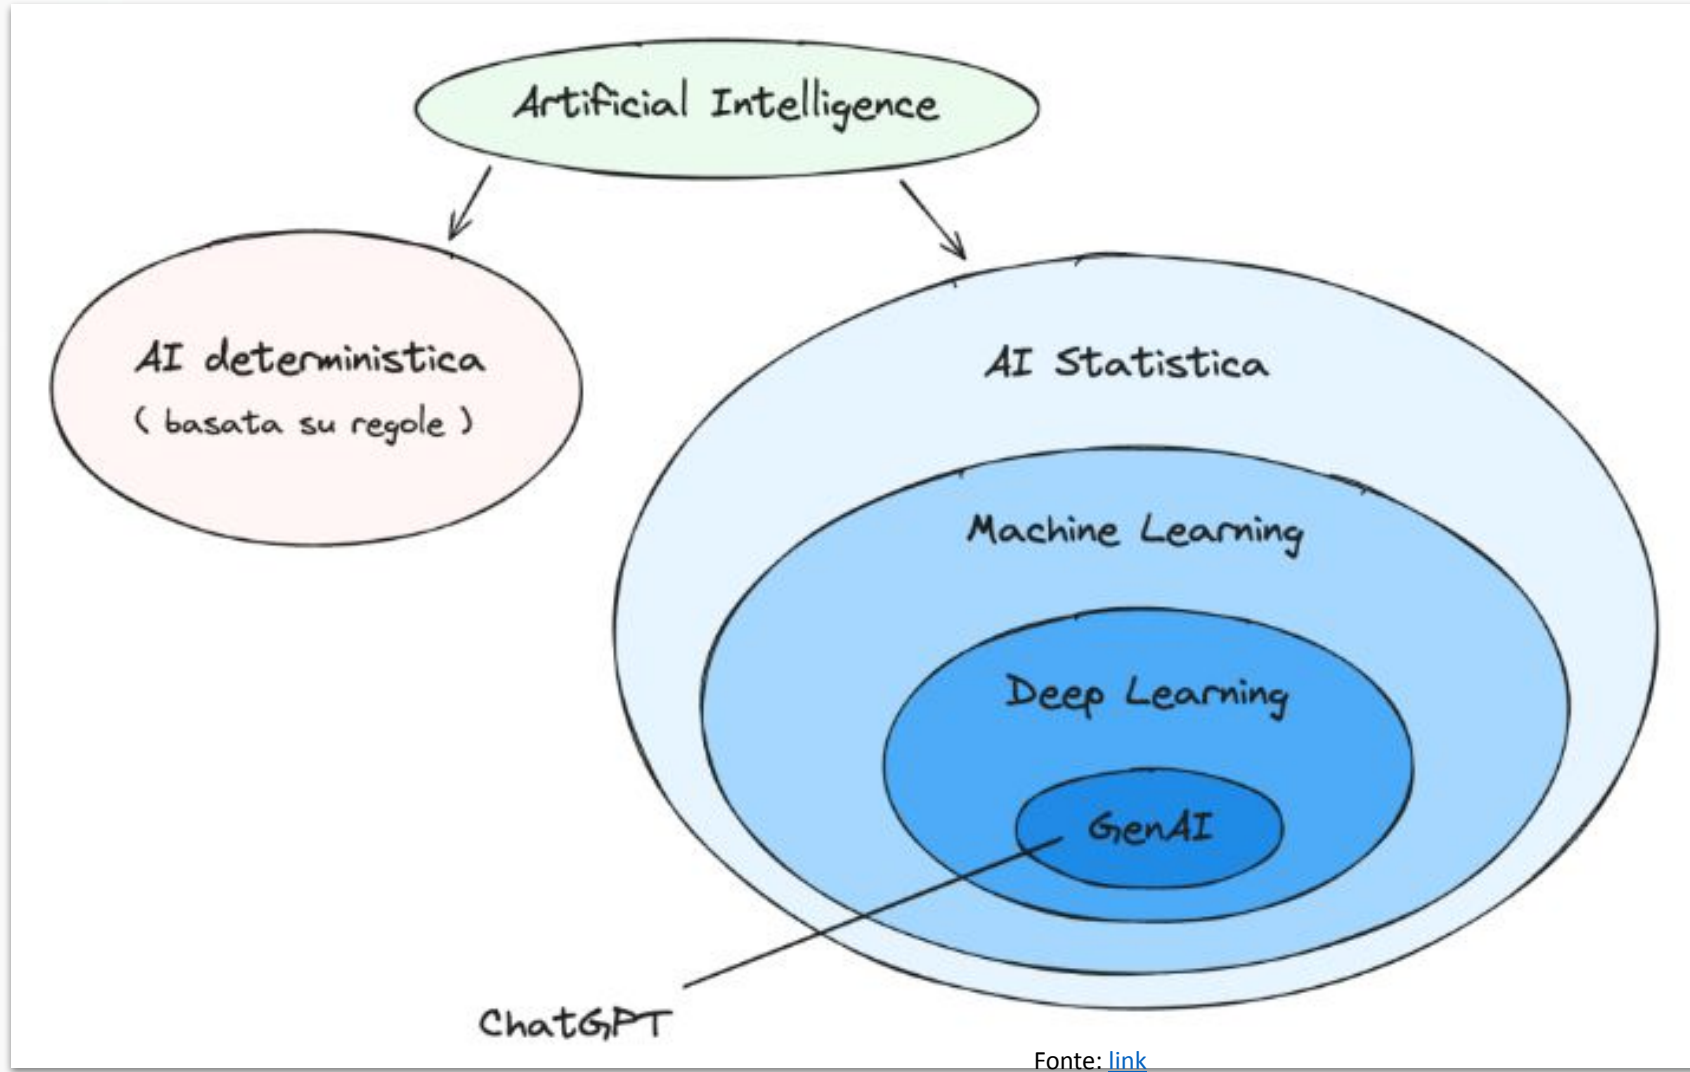 Artificial Intelligence
AI deterministica
( basata su regole )
AI Statistica
Machine Learning
Deep Learning
GenAI
ChatGPT
Fonte: link